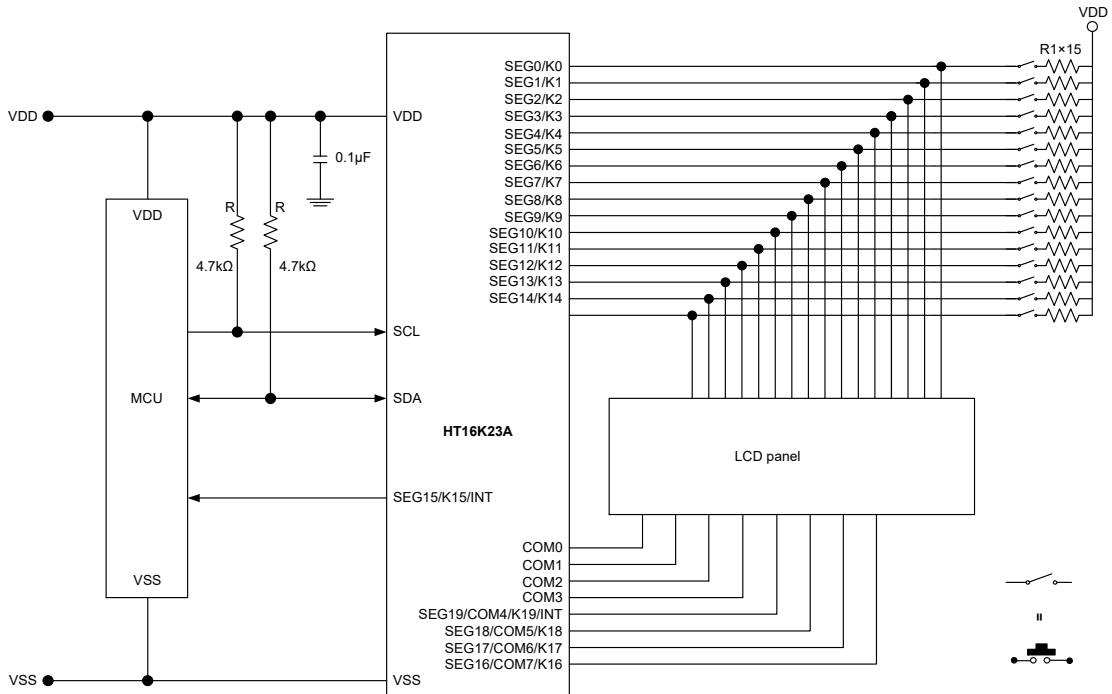 VDD
R1×15
SEG0/K0
SEG1/K1
SEG2/K2
SEG3/K3
SEG4/K4
SEG5/K5
SEG6/K6
SEG7/K7
SEG8/K8
SEG9/K9
SEG10/K10
SEG11/K11
SEG12/K12
SEG13/K13
SEG14/K14
VDD
VDD
0.1μF
VDD
R
R
4.7kΩ
4.7kΩ
SCL
MCU
SDA
HT16K23A
LCD panel
SEG15/K15/INT
COM0
COM1
COM2
COM3
SEG19/COM4/K19/INT
SEG18/COM5/K18
SEG17/COM6/K17
SEG16/COM7/K16
VSS
VSS
VSS
=